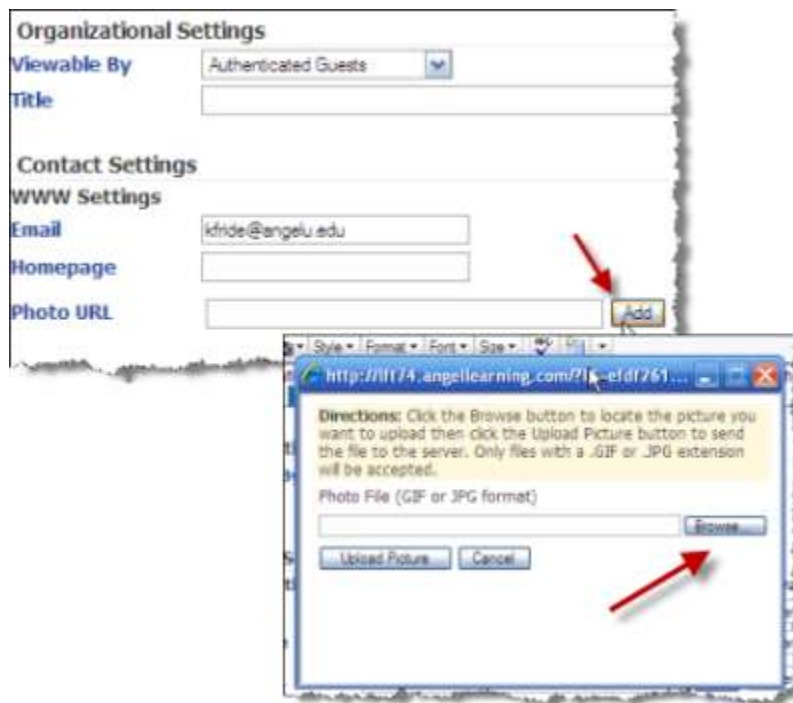 Organizational Settings
Viewable By
Authenticated Guests
Title
Contact Settings
WWW Settings
Email
kfride@angelu.edu
Homepage
Photo URL
Add
Style Format Font Size
angellearning.com/?
Directions: Click the Browse button to locate the picture you
want to upload then click the Upload Picture button to send
the file to the server. Only files with a .GIF or .JPG extension
will be accepted.
Photo File (GIF or JPG format)
Browse...
Upload Picture Cancel